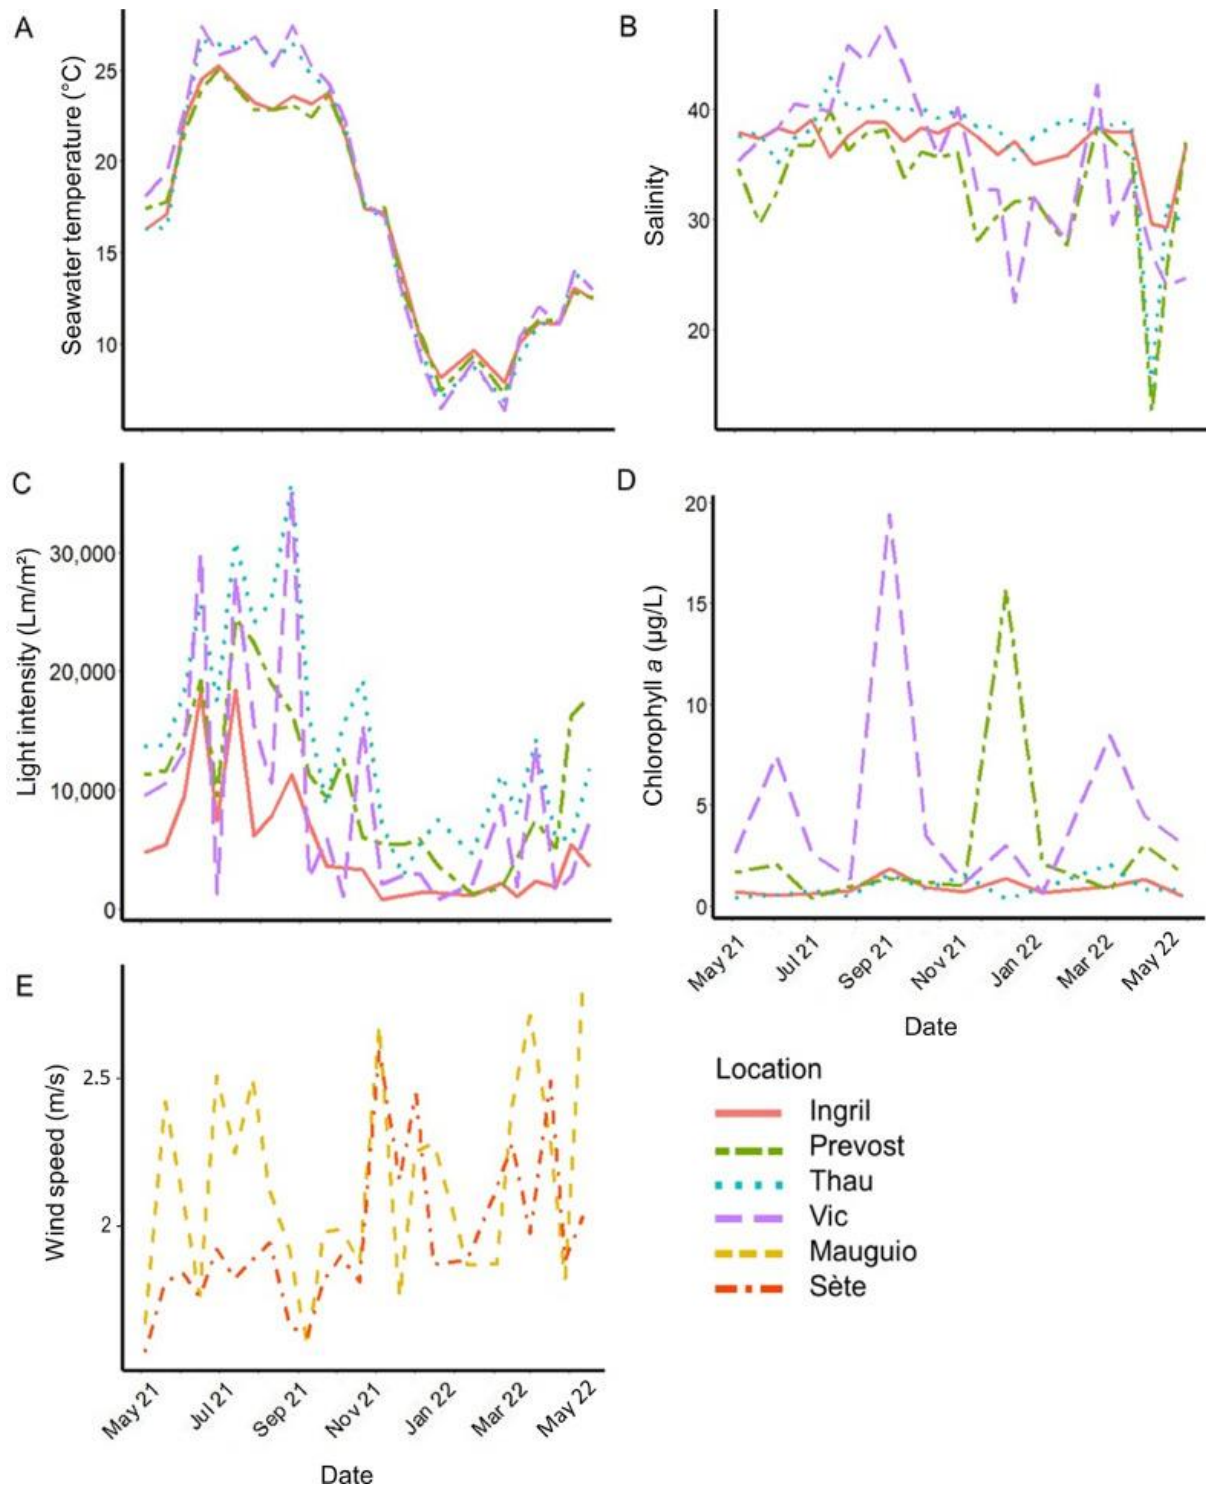 A
Seawater temperature (°C)
25
20
15
10
B
Salinity
40
30
20
C
Light intensity (Lm/m²)
30,000
20,000
10,000
0
D
Chlorophyll a (µg/L)
20
15
10
5
0
May 21
Jul 21
Sep 21
Nov 21
Jan 22
Mar 22
May 22
Date
E
Wind speed (m/s)
2.5
2
May 21
Jul 21
Sep 21
Nov 21
Jan 22
Mar 22
May 22
Date
Location
Ingril
Prevost
Thau
Vic
Mauguio
Sète